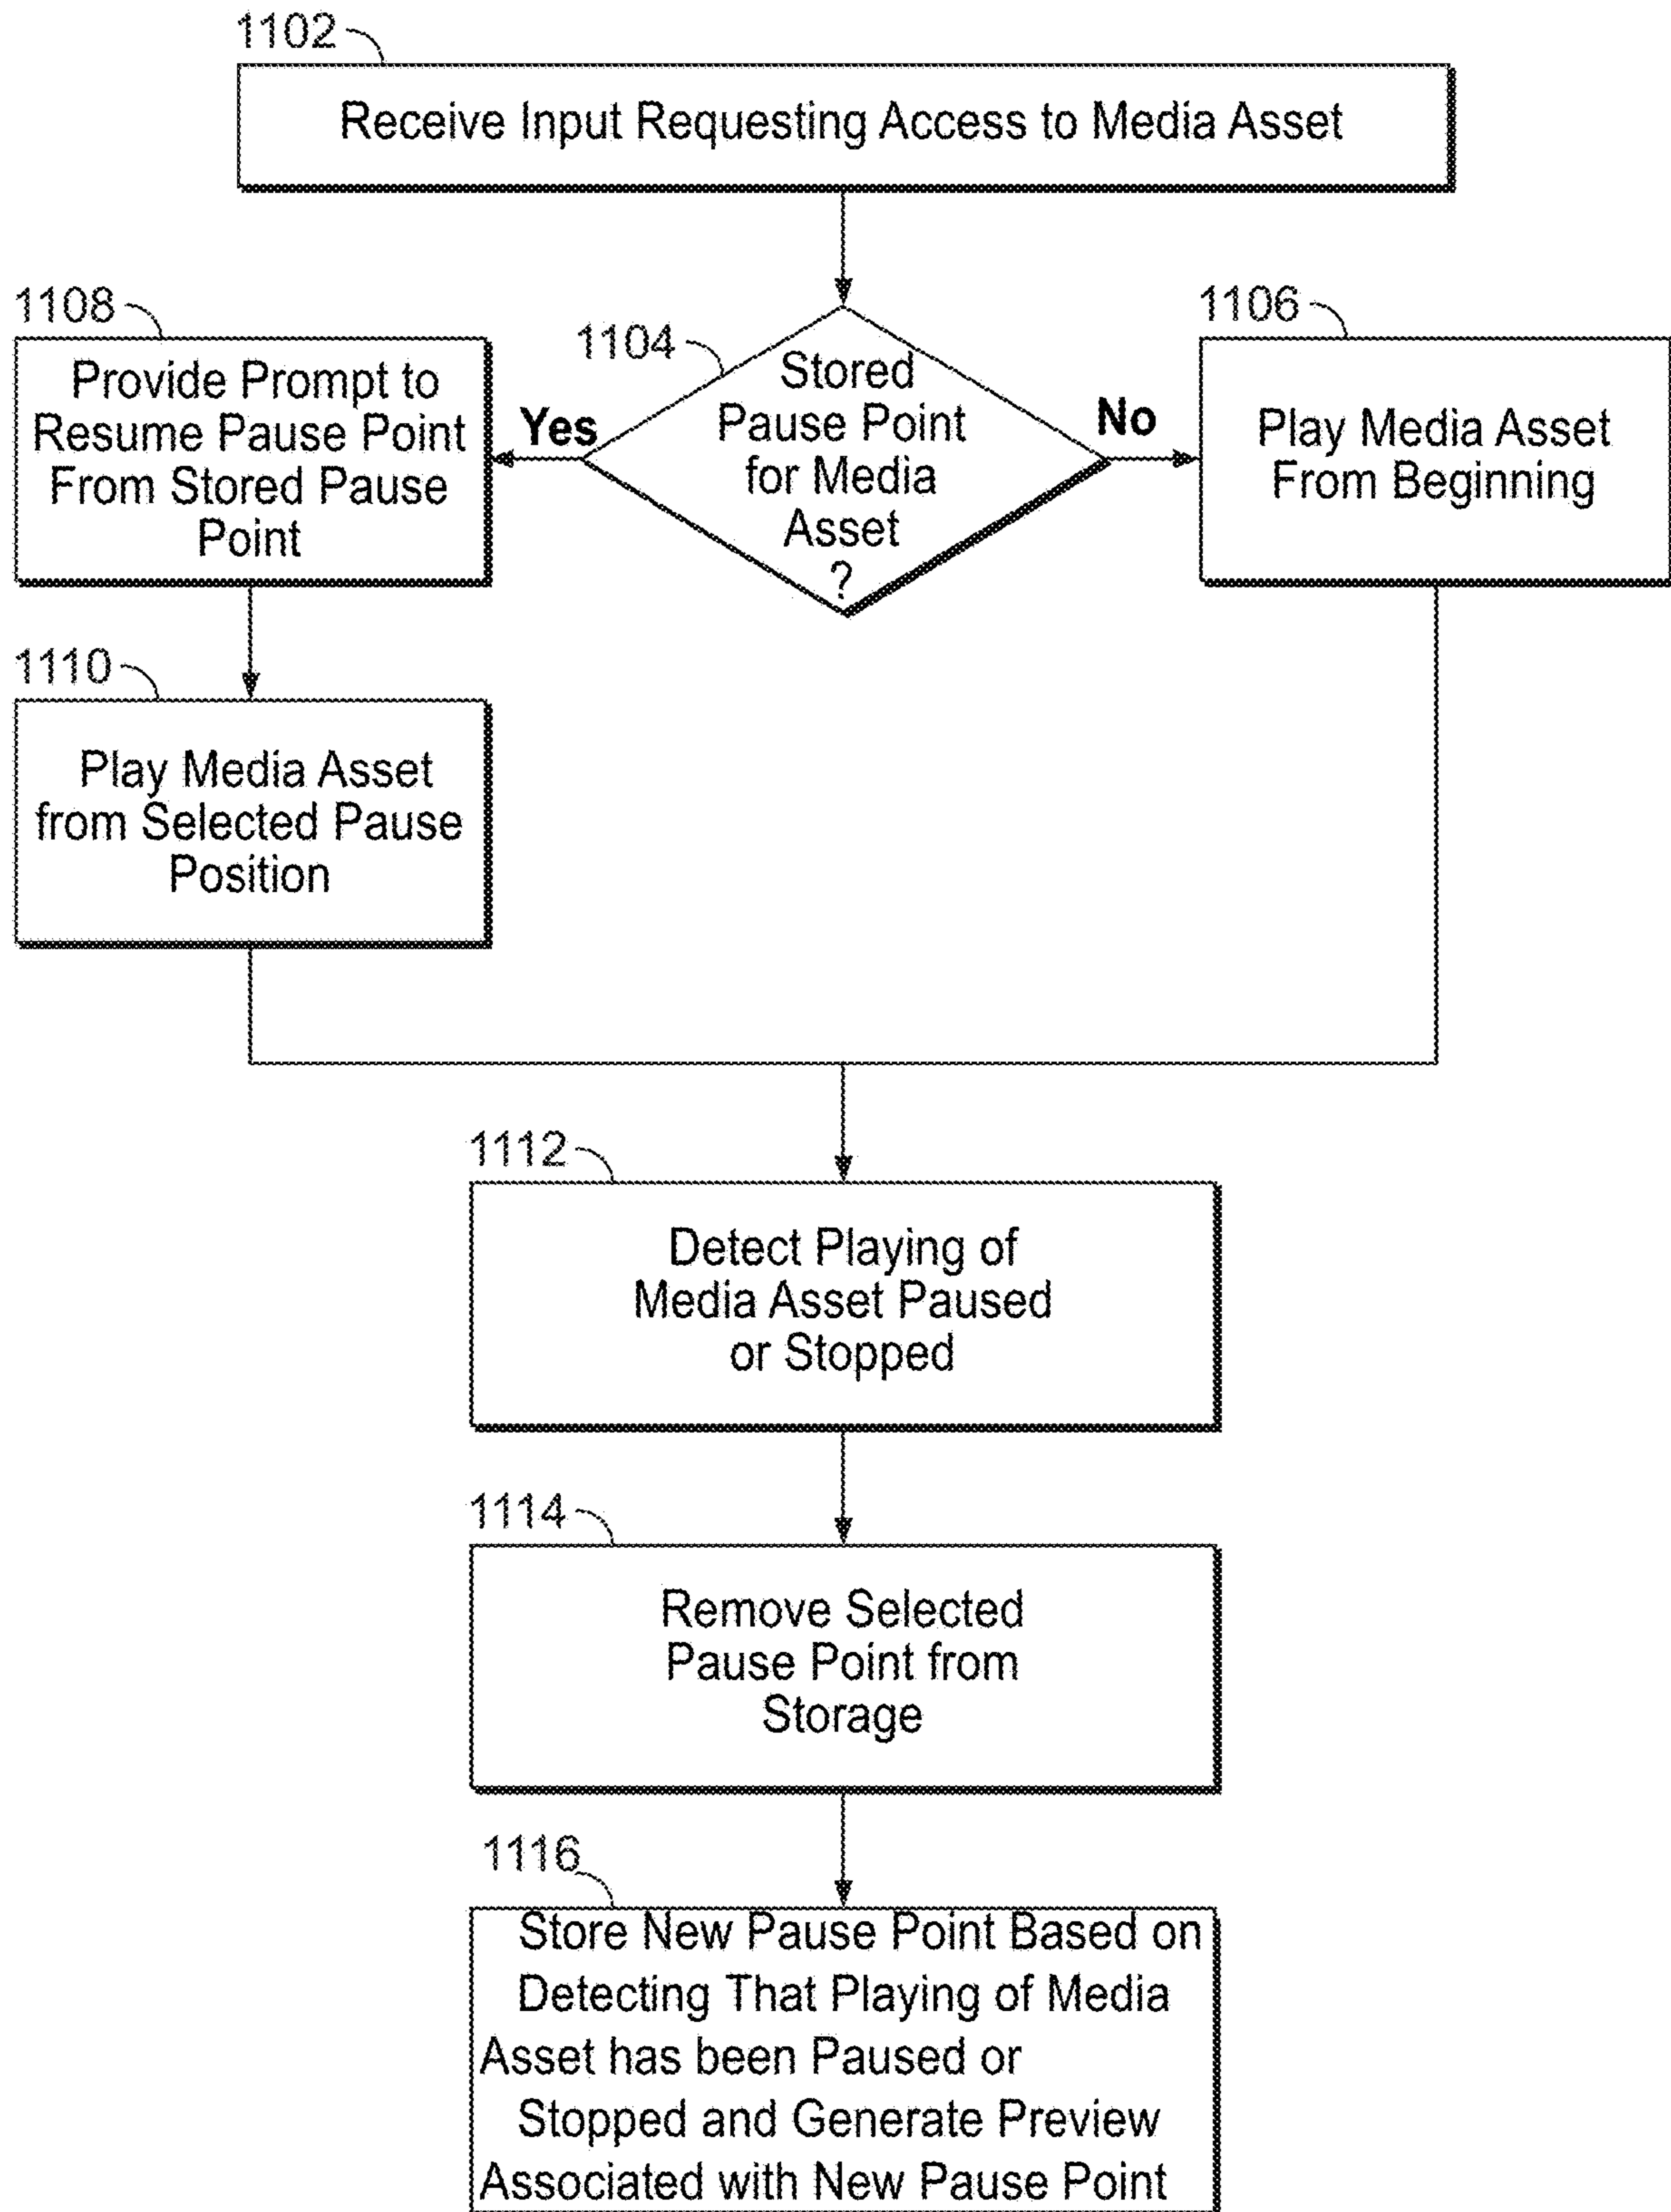 1102
Receive Input Requesting Access to Media Asset
1104
Stored
Pause Point
for Media
Asset
?
Yes
No
1108
Provide Prompt to
Resume Pause Point
From Stored Pause
Point
1106
Play Media Asset
From Beginning
1110
Play Media Asset
from Selected Pause
Position
1112
Detect Playing of
Media Asset Paused
or Stopped
1114
Remove Selected
Pause Point from
Storage
1116
Store New Pause Point Based on
Detecting That Playing of Media
Asset has been Paused or
Stopped and Generate Preview
Associated with New Pause Point